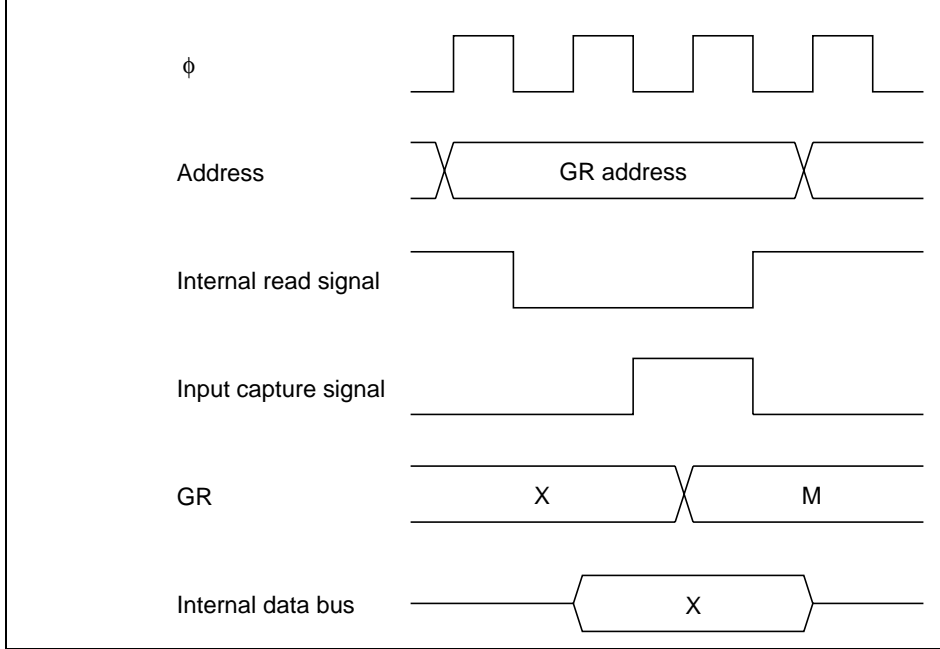 ϕ
Address
GR address
Internal read signal
Input capture signal
GR
X
M
Internal data bus
X